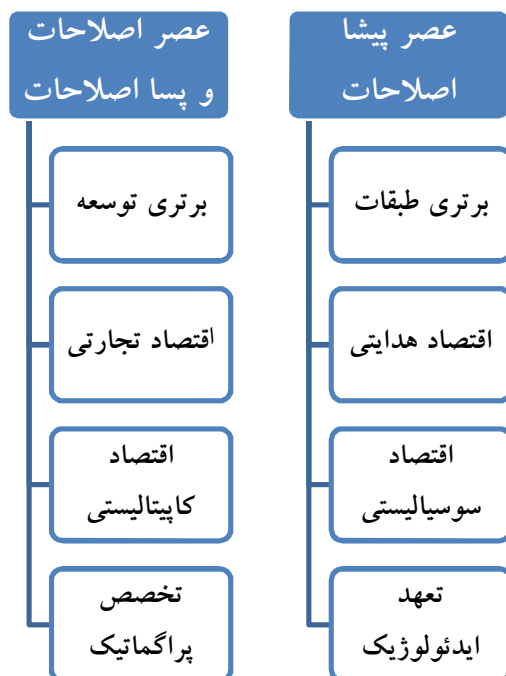 عصر پیشا
اصلاحات
برتری طبقات
اقتصاد هدایتی
اقتصاد
سوسیالیستی
تعهد
ایدئولوژیک
عصر اصلاحات
و پسا اصلاحات
برتری توسعه
اقتصاد تجارتی
اقتصاد
کاپیتالیستی
تخصص
پراگماتیک